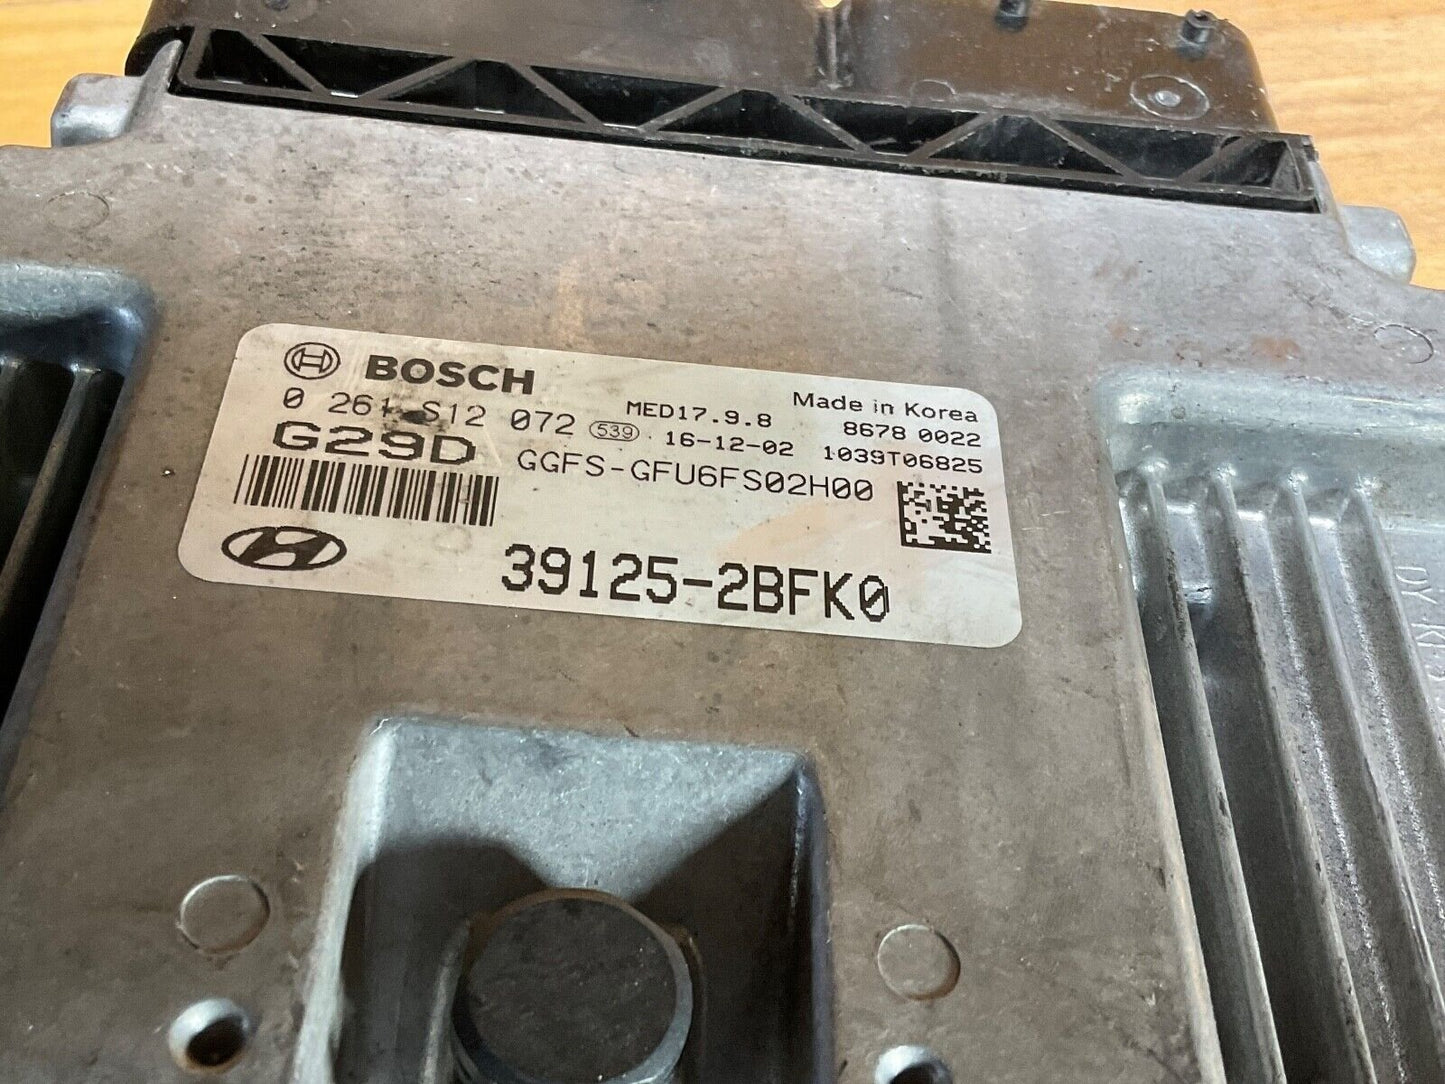 BOSCH
0 261 S12 072 539 MED17.9.8 Made in Korea
G29D 16-12-02 8678 0022
GGFS-GFU6FS02H00 1039T06825
H
39125-2BFK0